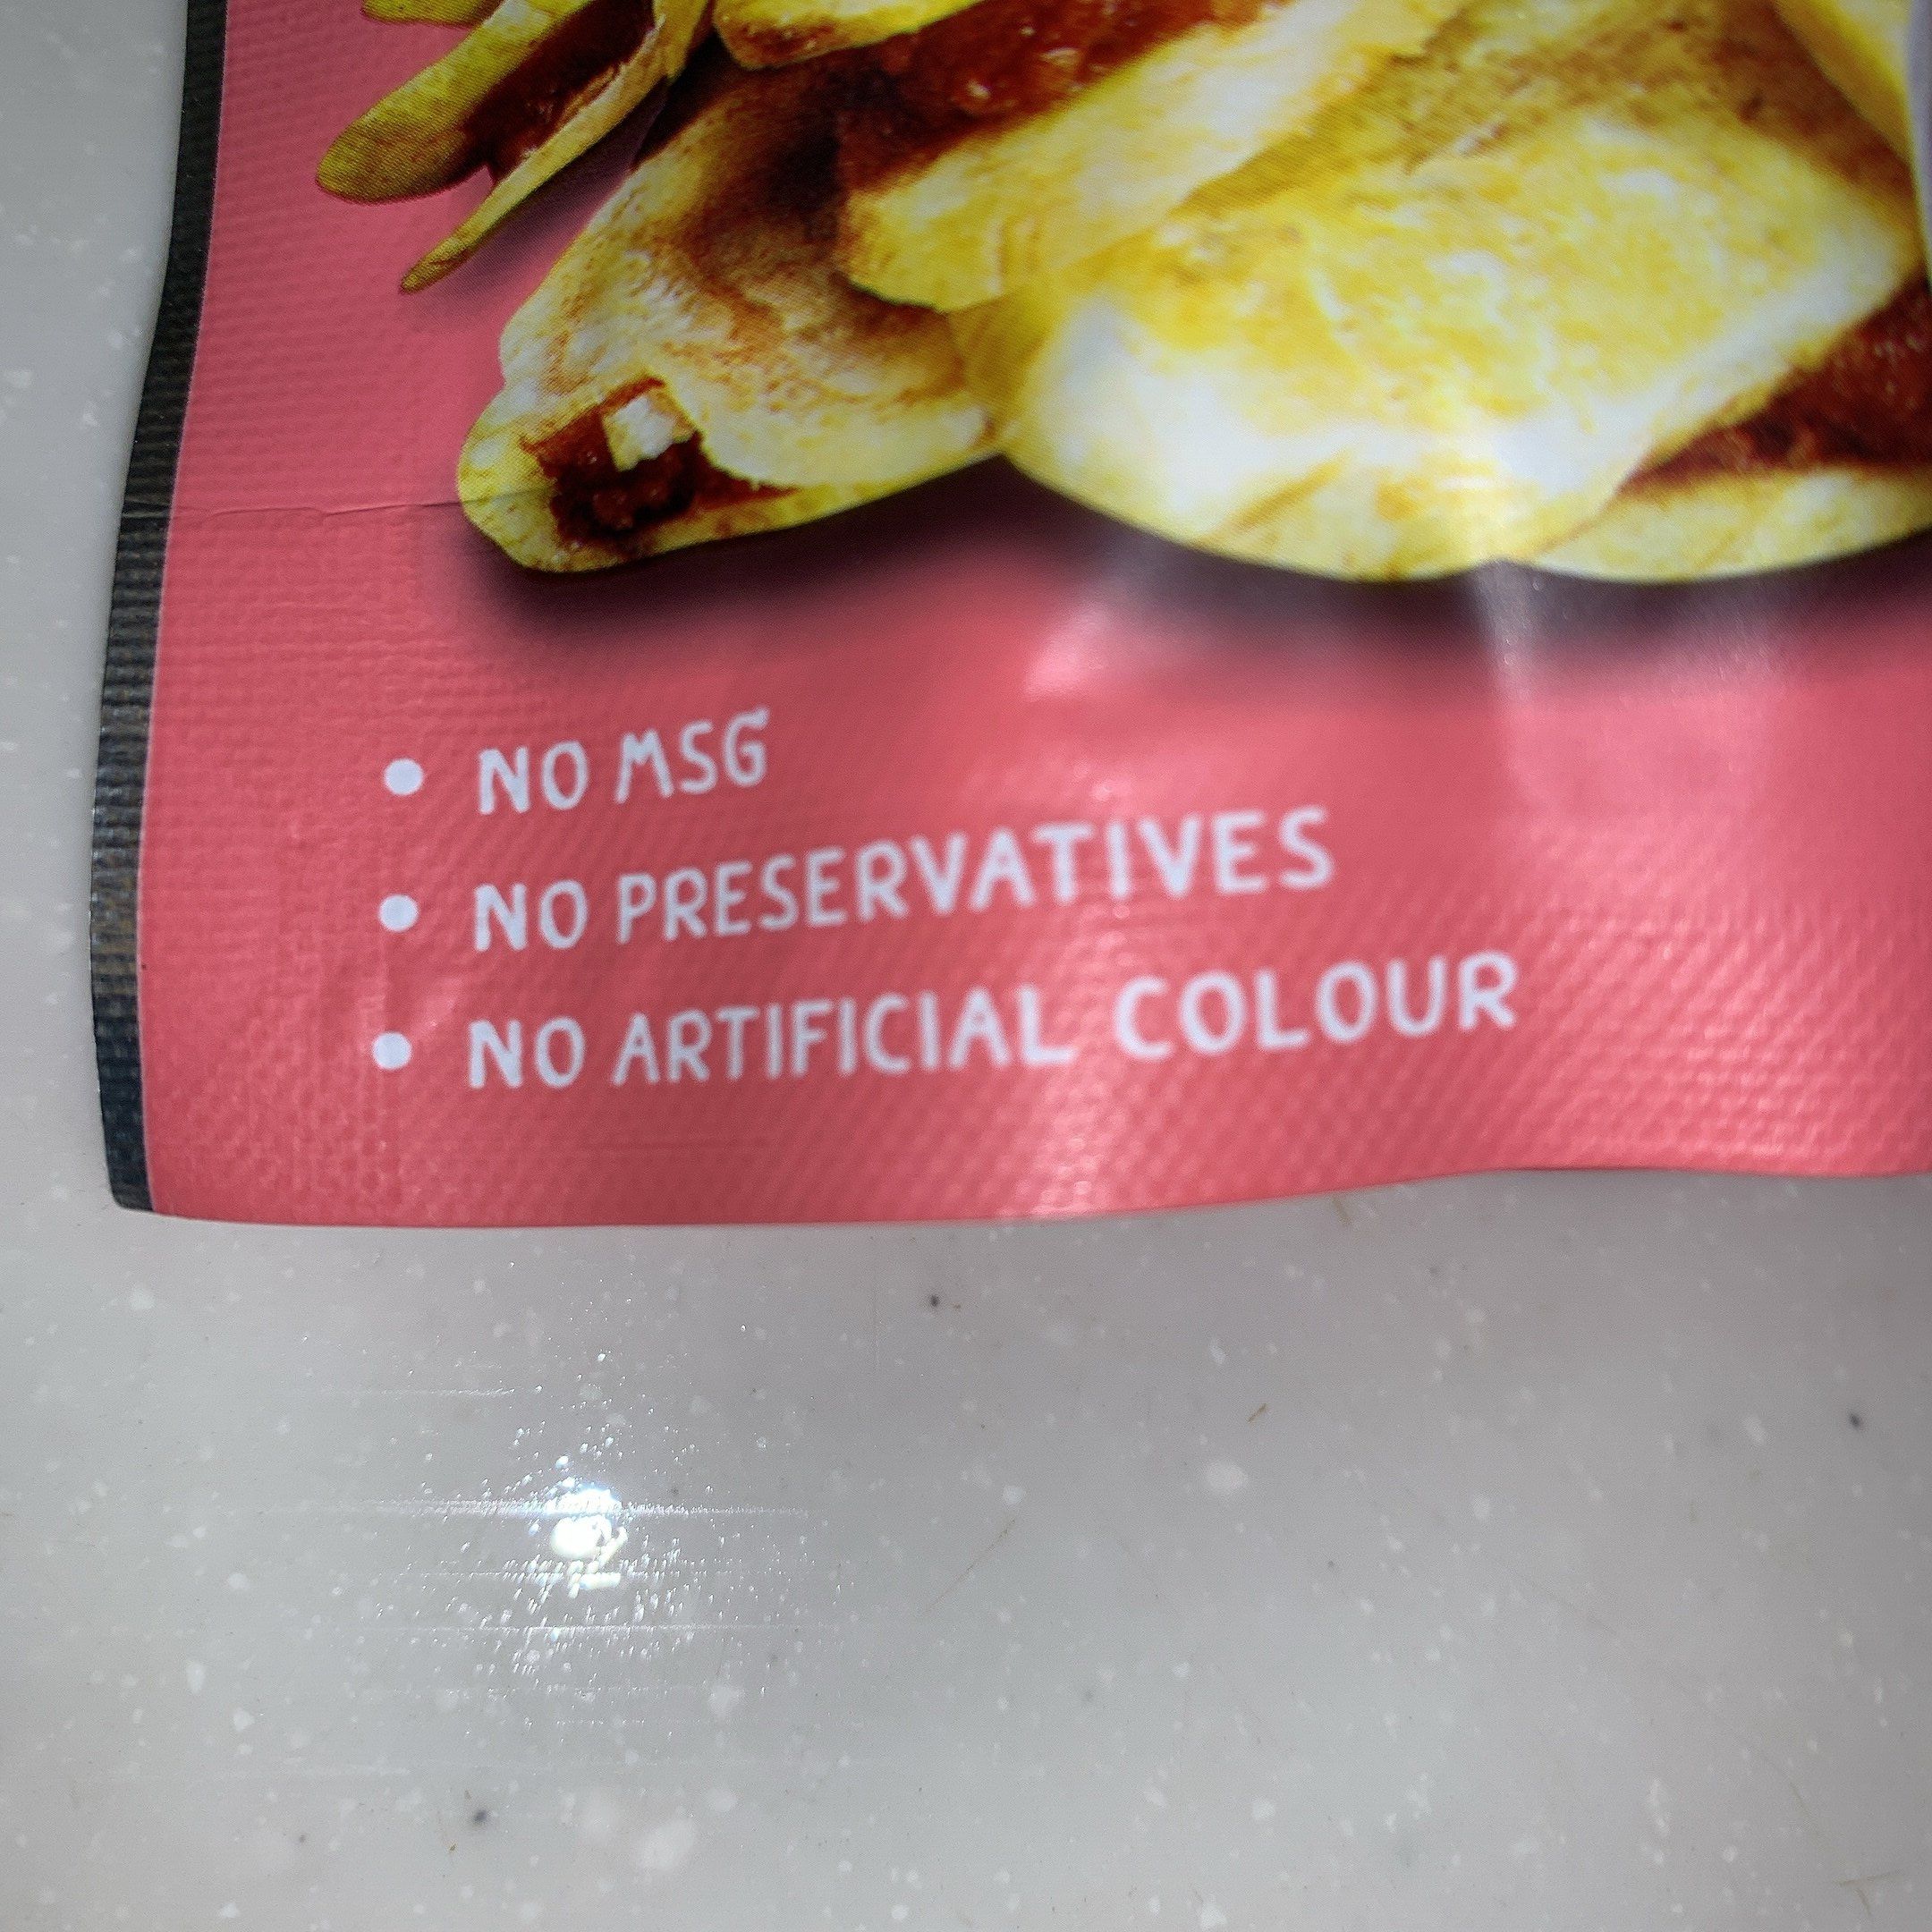 • NO MSG
• NO PRESERVATIVES
• NO ARTIFICIAL COLOUR